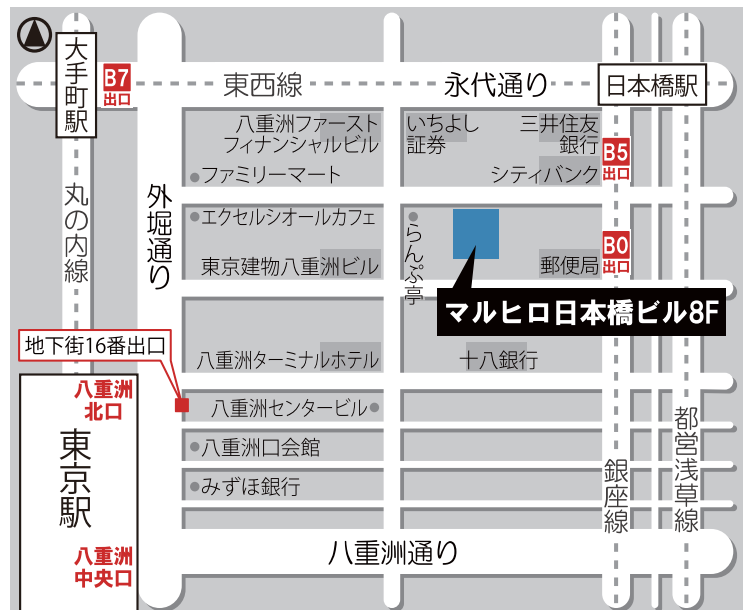 大手町駅
B7
出口
東西線
永代通り
日本橋駅
八重洲ファースト
フィナンシャルビル
いちよし
証券
三井住友
銀行
B5
出口
ファミリーマート
シティバンク
丸の内線
外堀通り
エクセルシオールカフェ
らんぷ亭
B0
出口
東京建物八重洲ビル
郵便局
マルヒロ日本橋ビル8F
地下街16番出口
八重洲ターミナルホテル
十八銀行
八重洲
北口
八重洲センタービル
都営浅草線
東京駅
八重洲口会館
銀座線
みずほ銀行
八重洲
中央口
八重洲通り